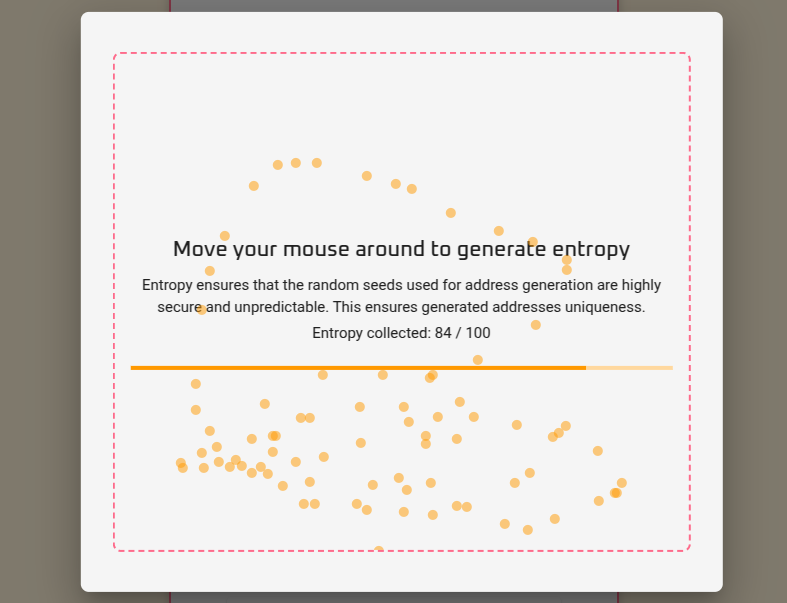 Move your mouse around to generate entropy
Entropy ensures that the random seeds used for address generation are highly
secure and unpredictable. This ensures generated addresses uniqueness.
Entropy collected: 84 / 100